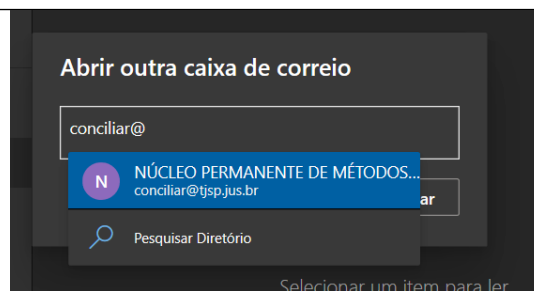 Abrir outra caixa de correio
conciliar@
N
NÚCLEO PERMANENTE DE MÉTODOS...
conciliar@tjsp.jus.br
ar
Pesquisar Diretório
Selecionar um item para ler